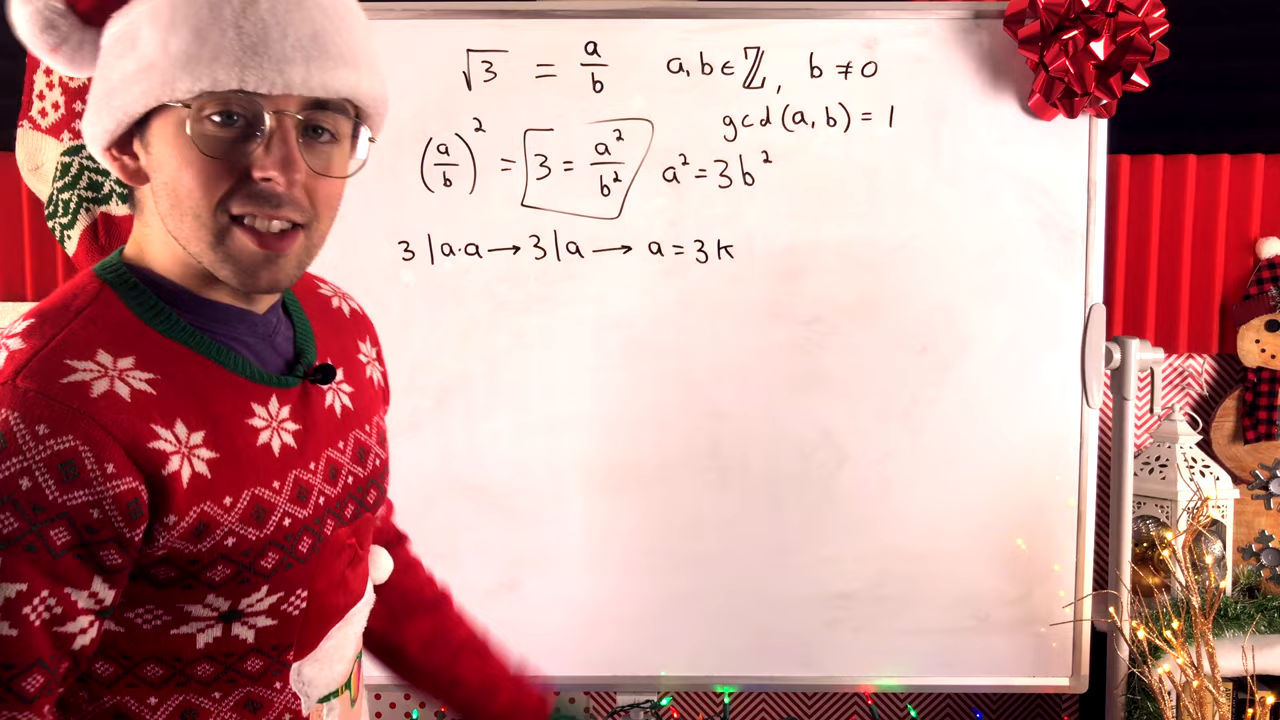 √3 = a/b   a, b ∈ ℤ, b ≠ 0
gcd(a, b) = 1
(a/b)² = 3 = a²/b²   a² = 3b²
3 | a·a → 3 | a → a = 3k